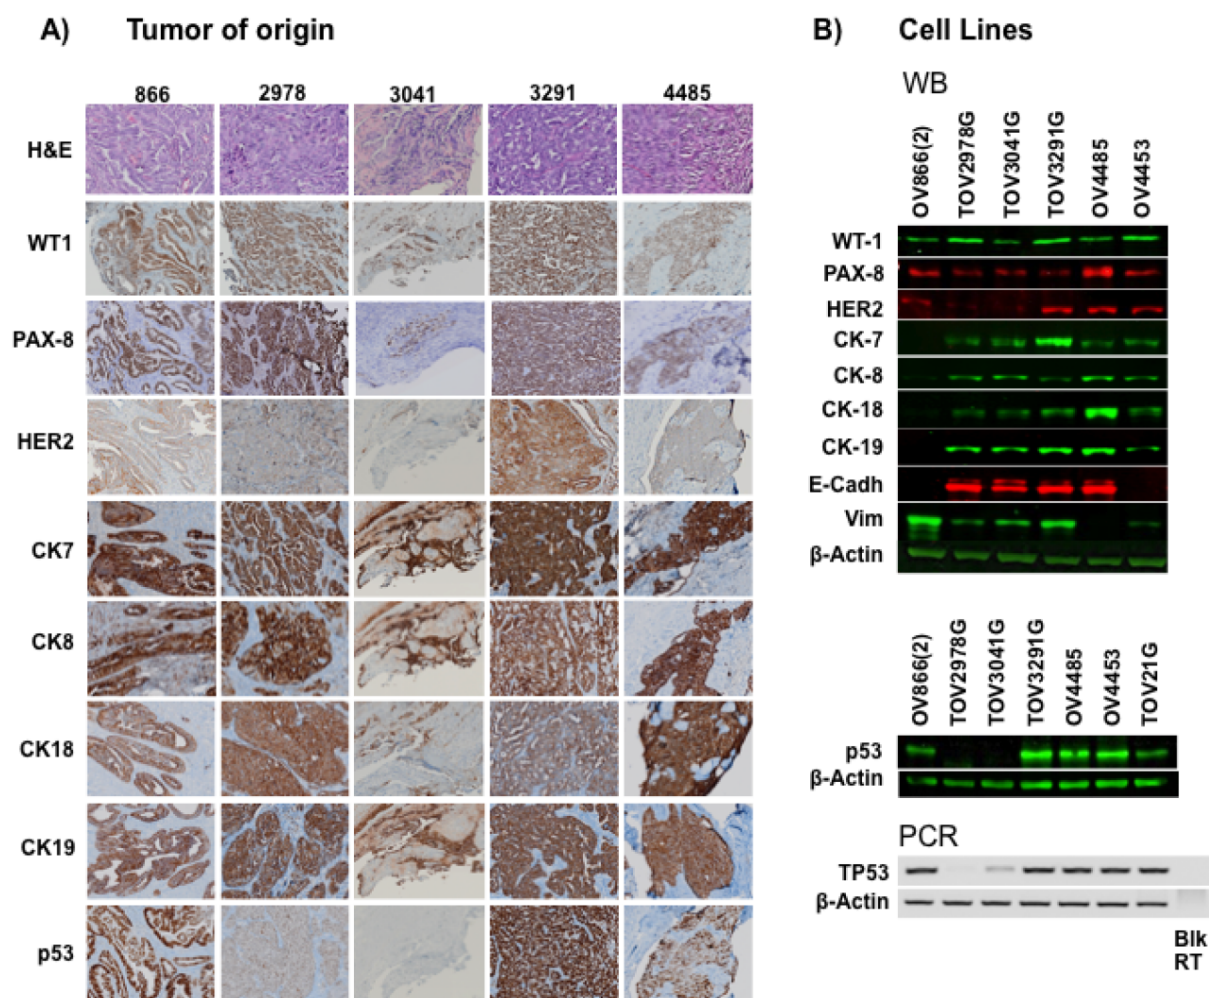 A) Tumor of origin
866 2978 3041 3291 4485
H&E
WT1
PAX-8
HER2
CK7
CK8
CK18
CK19
p53
B) Cell Lines
WB
OV866(2) TOV2978G TOV3041G TOV3291G OV4485 OV4453
WT-1
PAX-8
HER2
CK-7
CK-8
CK-18
CK-19
E-Cadh
Vim
β-Actin
OV866(2) TOV2978G TOV3041G TOV3291G OV4485 OV4453 TOV21G
p53
β-Actin
PCR
TP53
β-Actin
Blk
RT